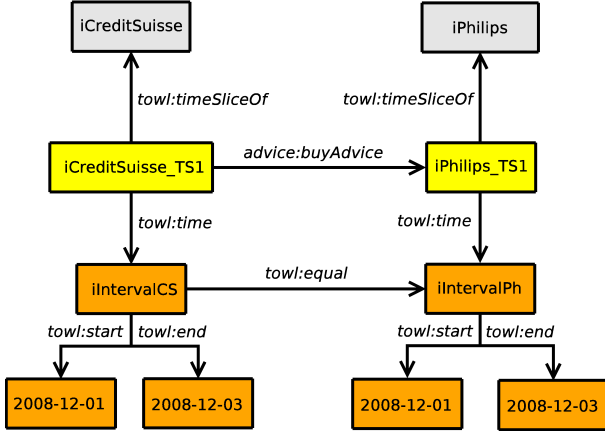 iCreditSuisse
iPhilips
towl:timeSliceOf
towl:timeSliceOf
iCreditSuisse_TS1
advice:buyAdvice
iPhilips_TS1
towl:time
towl:time
iIntervalCS
towl:equal
iIntervalPh
towl:start
towl:end
towl:start
towl:end
2008-12-01
2008-12-03
2008-12-01
2008-12-03